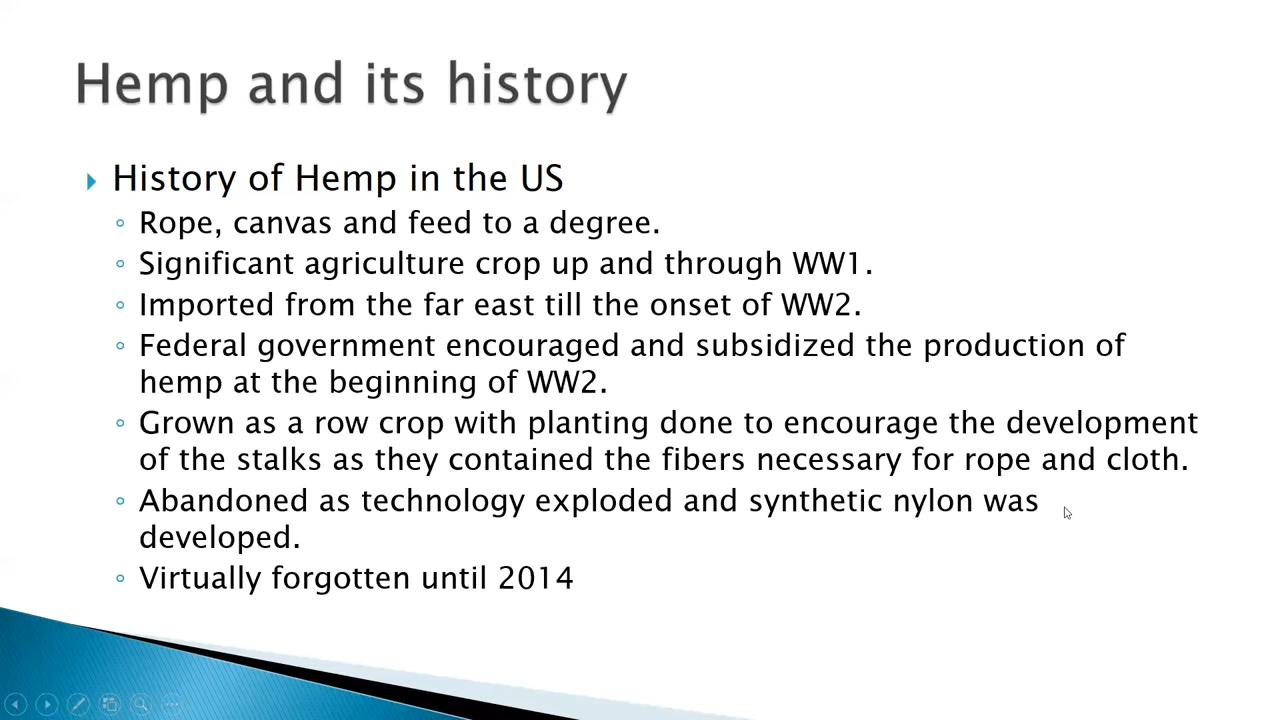 Hemp and its history
History of Hemp in the US
Rope, canvas and feed to a degree.
Significant agriculture crop up and through WW1.
Imported from the far east till the onset of WW2.
Federal government encouraged and subsidized the production of
hemp at the beginning of WW2.
Grown as a row crop with planting done to encourage the development
of the stalks as they contained the fibers necessary for rope and cloth.
Abandoned as technology exploded and synthetic nylon was
developed.
Virtually forgotten until 2014